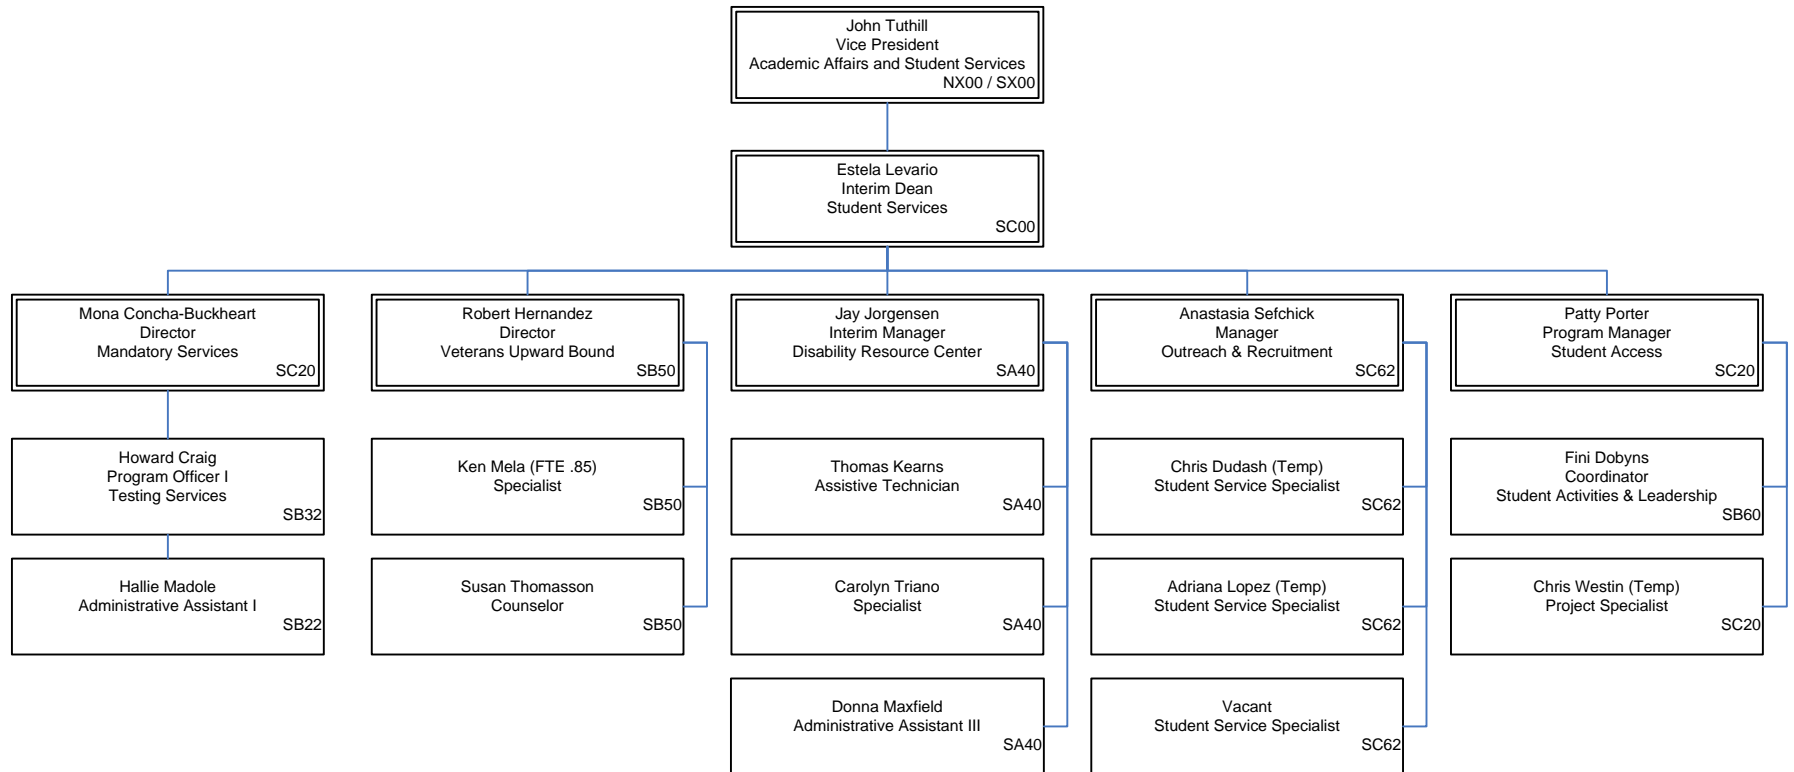 John Tuthill
Vice President
Academic Affairs and Student Services
NX00 / SX00
Estela Levario
Interim Dean
Student Services
SC00
Mona Concha-Buckheart
Director
Mandatory Services
SC20
Robert Hernandez
Director
Veterans Upward Bound
SB50
Jay Jorgensen
Interim Manager
Disability Resource Center
SA40
Anastasia Sefchick
Manager
Outreach & Recruitment
SC62
Patty Porter
Program Manager
Student Access
SC20
Howard Craig
Program Officer I
Testing Services
SB32
Ken Mela (FTE .85)
Specialist
SB50
Thomas Kearns
Assistive Technician
SA40
Chris Dudash (Temp)
Student Service Specialist
SC62
Fini Dobyns
Coordinator
Student Activities & Leadership
SB60
Hallie Madole
Administrative Assistant I
SB22
Susan Thomasson
Counselor
SB50
Carolyn Triano
Specialist
SA40
Adriana Lopez (Temp)
Student Service Specialist
SC62
Chris Westin (Temp)
Project Specialist
SC20
Donna Maxfield
Administrative Assistant III
SA40
Vacant
Student Service Specialist
SC62